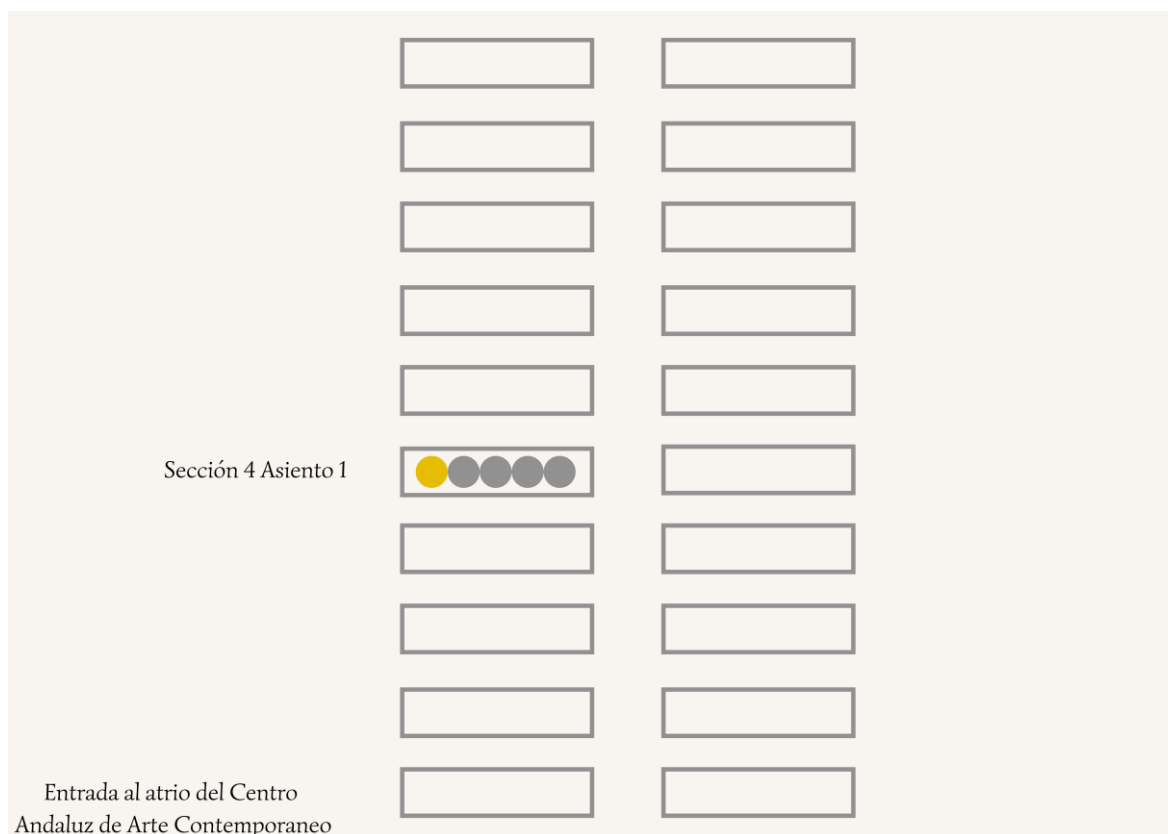 Sección 4 Asiento 1
Entrada al atrio del Centro
Andaluz de Arte Contemporaneo